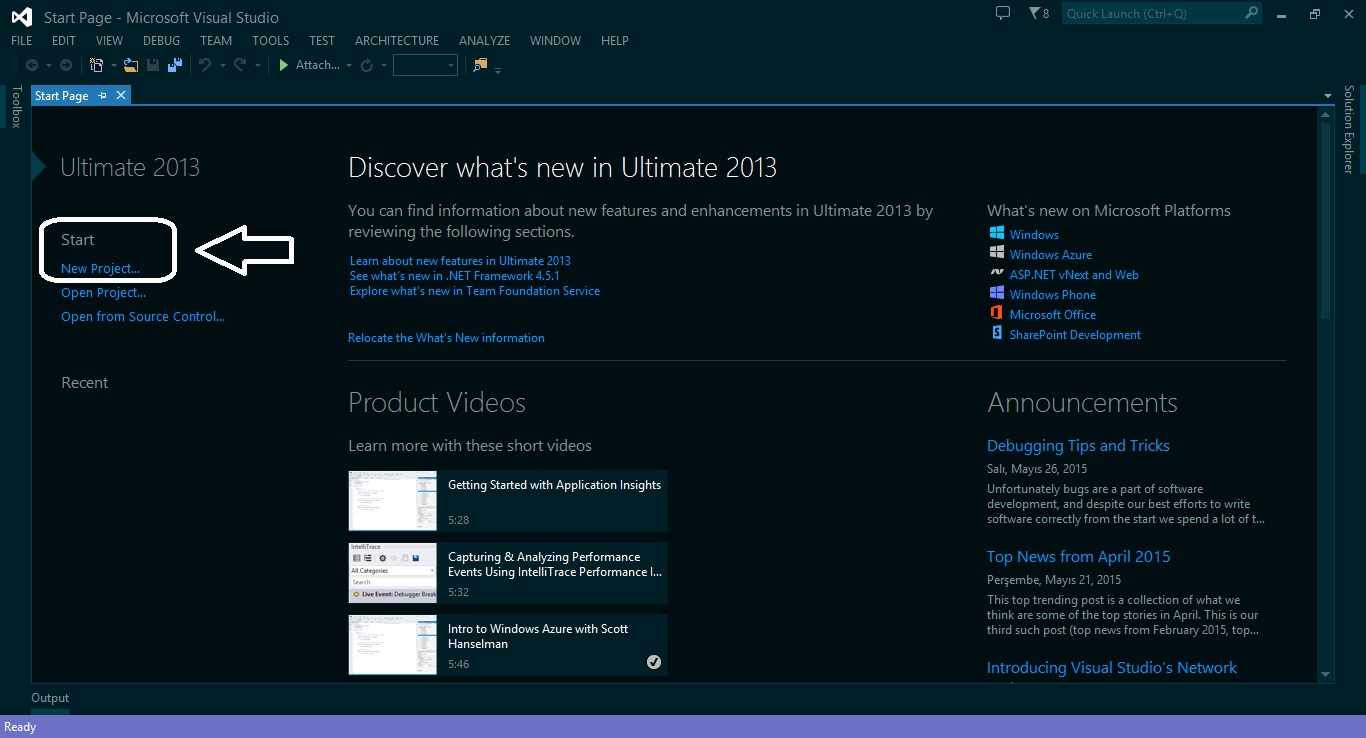 Start Page - Microsoft Visual Studio
8
Quick Launch (Ctrl+Q)
FILE EDIT VIEW DEBUG TEAM TOOLS TEST ARCHITECTURE ANALYZE WINDOW HELP
Attach...
Toolbox
Start Page
Solution Explorer
Ultimate 2013
Start
New Project...
Open Project...
Open from Source Control...
Recent
Discover what's new in Ultimate 2013
You can find information about new features and enhancements in Ultimate 2013 by
reviewing the following sections.
Learn about new features in Ultimate 2013
See what's new in .NET Framework 4.5.1
Explore what's new in Team Foundation Service
Relocate the What's New information
What's new on Microsoft Platforms
Windows
Windows Azure
ASP.NET vNext and Web
Windows Phone
Microsoft Office
SharePoint Development
Product Videos
Learn more with these short videos
Getting Started with Application Insights
5:28
IntelliTrace
All Categories
Search
Live Event: Debugger Break
Capturing & Analyzing Performance
Events Using IntelliTrace Performance I...
5:32
Intro to Windows Azure with Scott
Hanselman
5:46
Announcements
Debugging Tips and Tricks
Salı, Mayıs 26, 2015
Unfortunately bugs are a part of software
development, and despite our best efforts to write
software correctly from the start we spend a lot of t...
Top News from April 2015
Perşembe, Mayıs 21, 2015
This top trending post is a collection of what we
think are some of the top stories in April. This is our
third such post (top news from February 2015, top...
Introducing Visual Studio's Network
Output
Ready